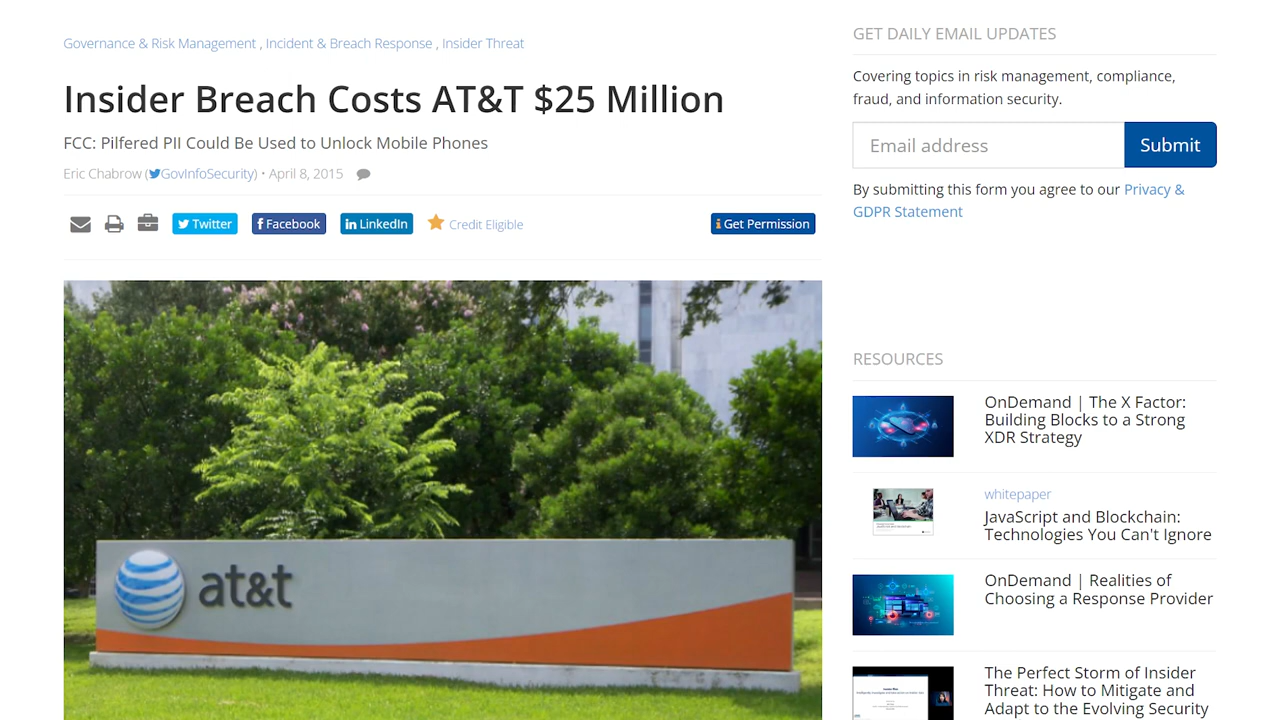 Governance & Risk Management , Incident & Breach Response , Insider Threat
Insider Breach Costs AT&T $25 Million
FCC: Pilfered PII Could Be Used to Unlock Mobile Phones
Eric Chabrow (GovInfoSecurity) • April 8, 2015
Twitter
Facebook
in LinkedIn
Credit Eligible
Get Permission
at&t
GET DAILY EMAIL UPDATES
Covering topics in risk management, compliance,
fraud, and information security.
Email address
Submit
By submitting this form you agree to our Privacy &
GDPR Statement
RESOURCES
OnDemand | The X Factor:
Building Blocks to a Strong
XDR Strategy
whitepaper
JavaScript and Blockchain:
Technologies You Can't Ignore
OnDemand | Realities of
Choosing a Response Provider
The Perfect Storm of Insider
Threat: How to Mitigate and
Adapt to the Evolving Security